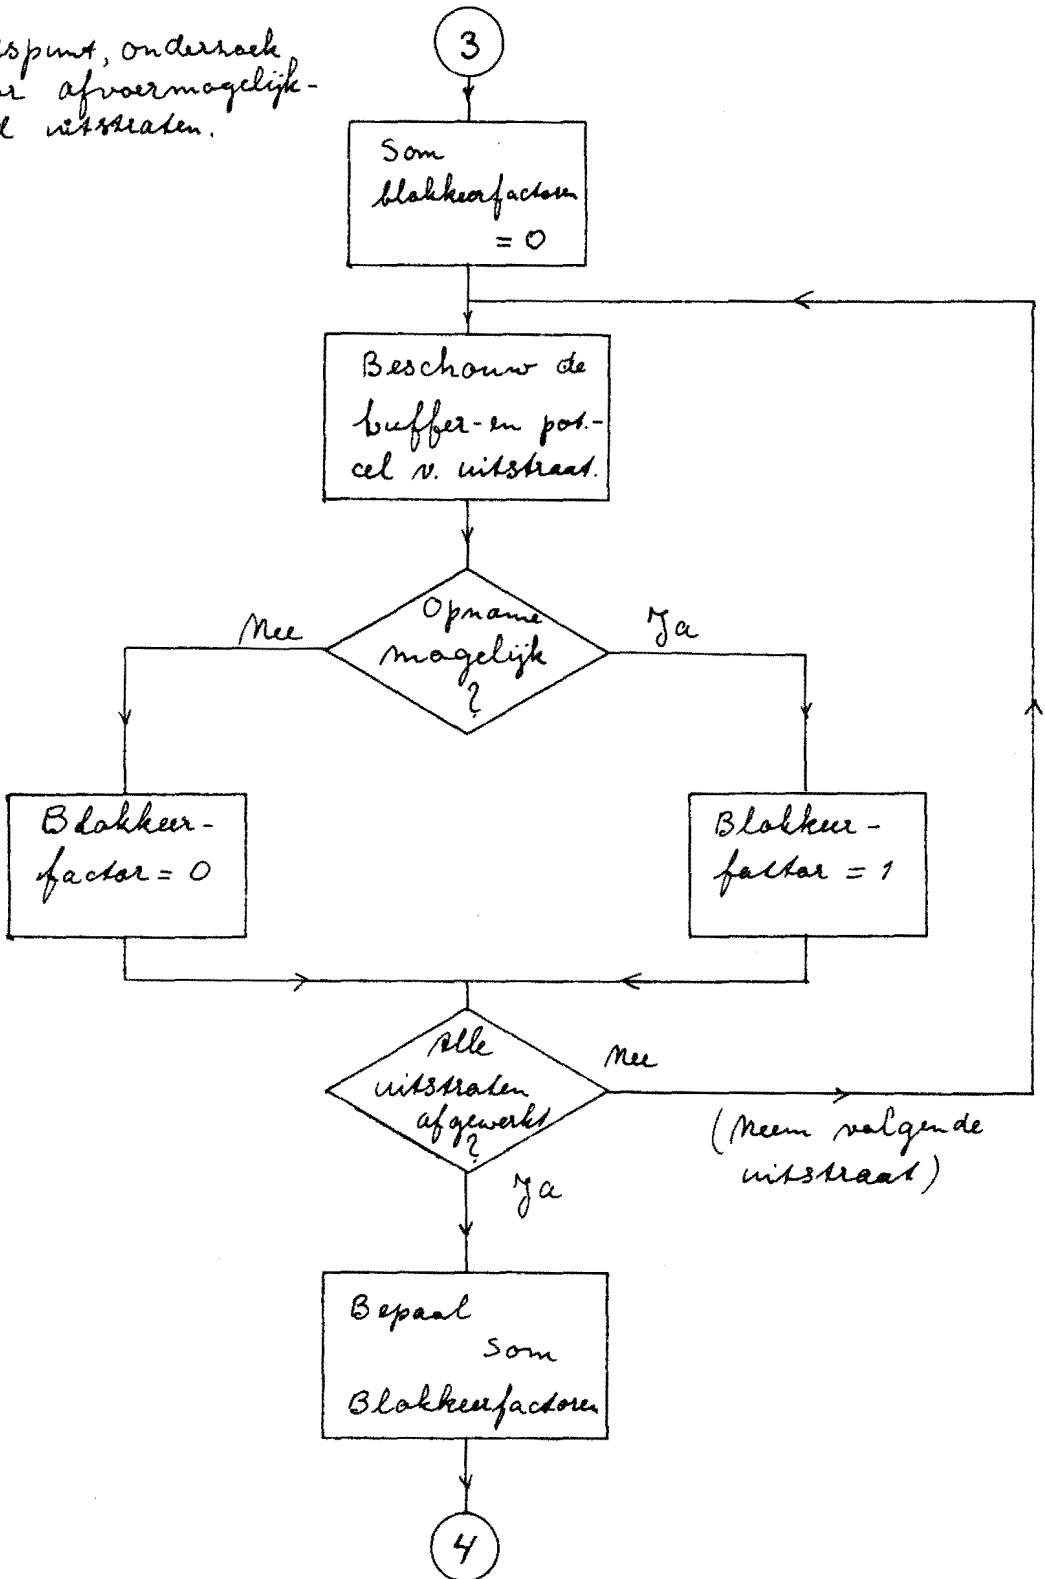 spunt, onderzoek
r afvoermogelijk-
uitstraten.
3
Som
blokkeerfactoren
= 0
Beschouw de
buffer- en pot.-
cel v. uitstraat.
Opname
mogelijk
?
Nee
Ja
Blokkeer-
factor = 0
Blokkeer-
factor = 1
Alle
uitstraten
afgewerkt
?
Nee
(Neem volgende
uitstraat)
Ja
Bepaal
Som
Blokkeerfactoren
4